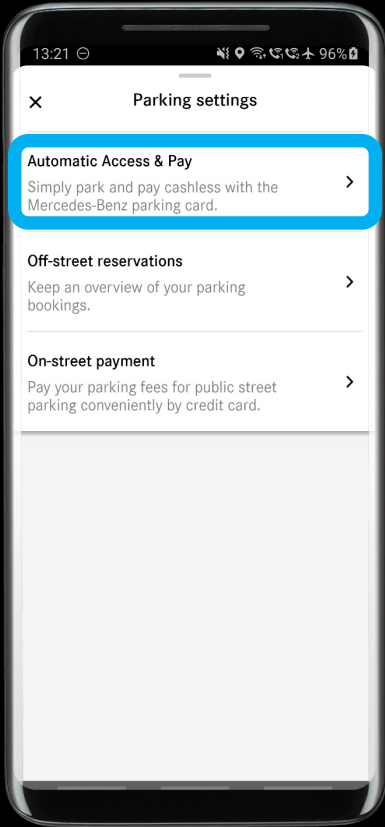 13:21 96%
Parking settings
Automatic Access & Pay
Simply park and pay cashless with the
Mercedes-Benz parking card.
Off-street reservations
Keep an overview of your parking
bookings.
On-street payment
Pay your parking fees for public street
parking conveniently by credit card.